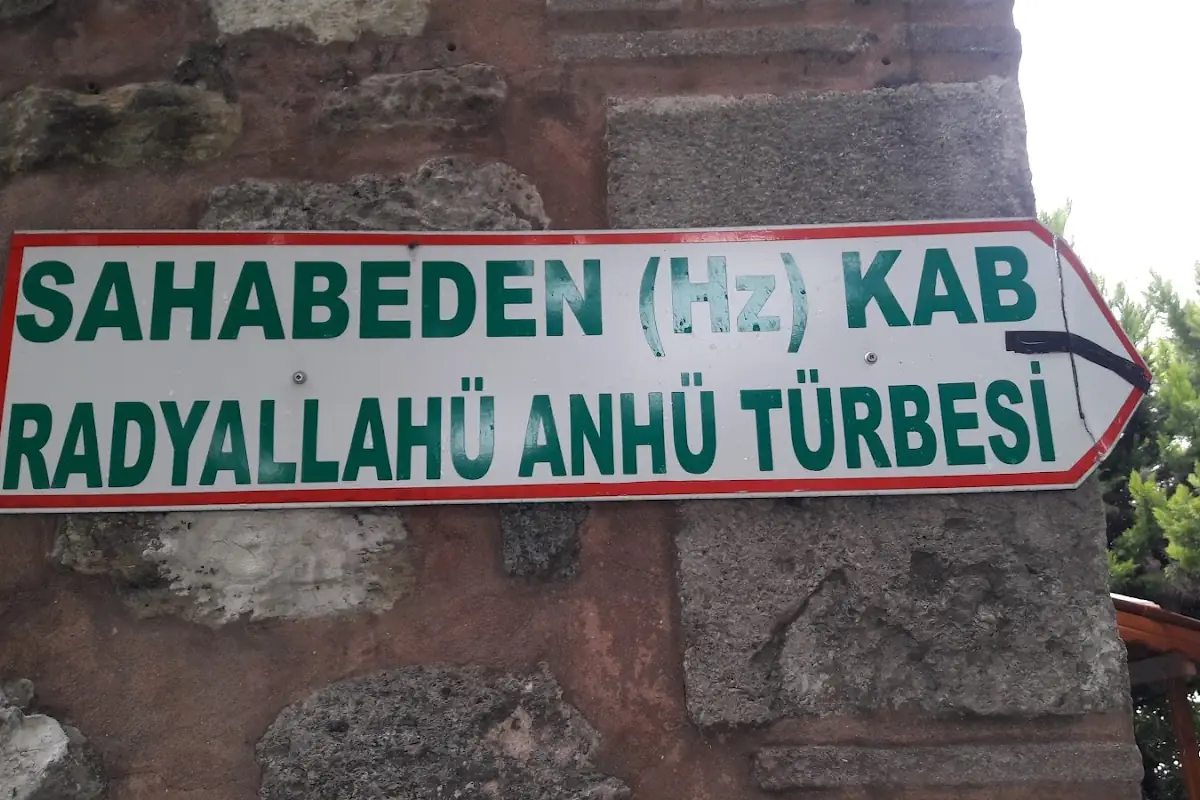 SAHABEDEN (Hz) KAB
RADYALLAHÜ ANHÜ TÜRBESİ